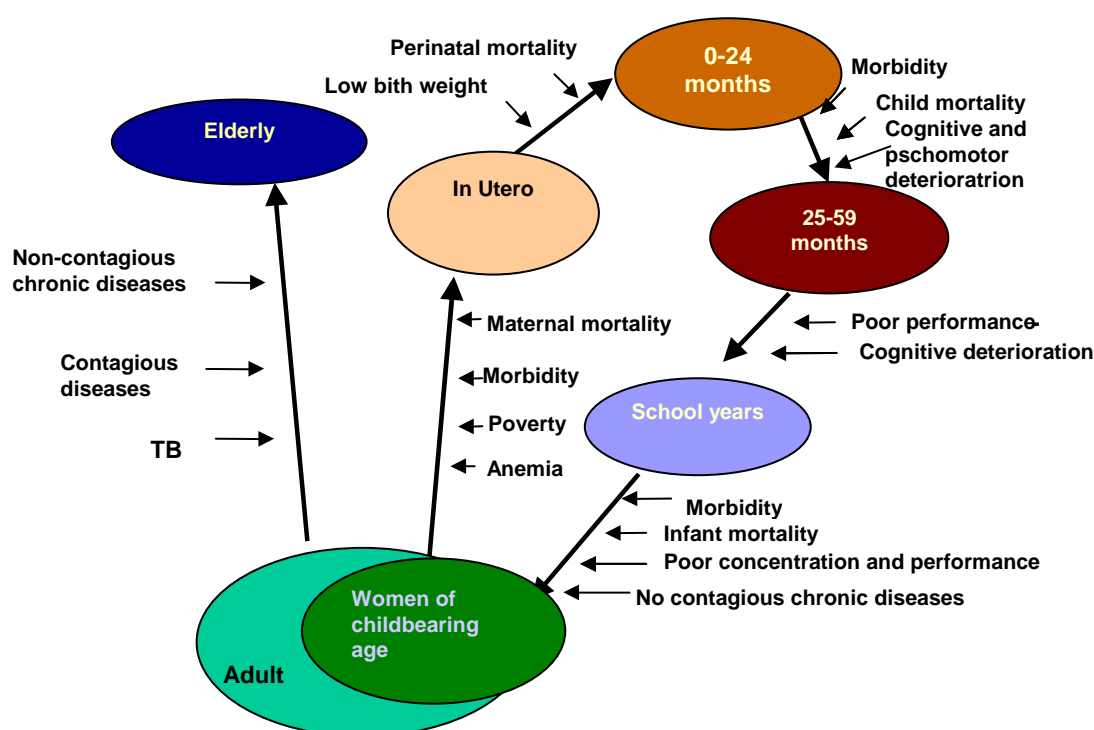 Perinatal mortality
Low bith weight
0-24
months
Morbidity
Child mortality
Cognitive and
pschomotor
deterioratrion
Elderly
In Utero
25-59
months
Non-contagious
chronic diseases
Maternal mortality
Poor performance-
Cognitive deterioration
Contagious
diseases
Morbidity
School years
Poverty
TB
Anemia
Morbidity
Infant mortality
Poor concentration and performance
No contagious chronic diseases
Women of
childbearing
age
Adult